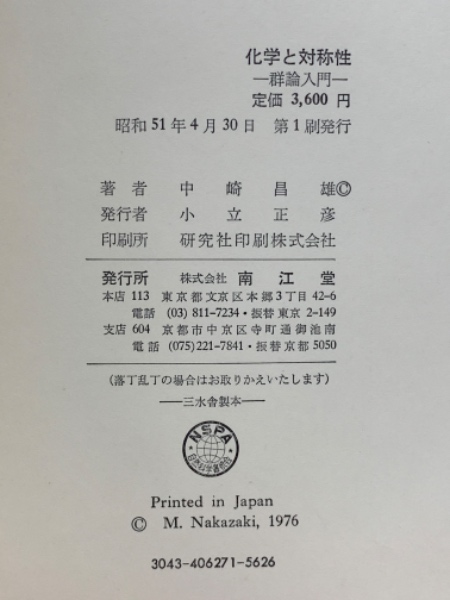 化学と対称性
―群論入門―
定価 3,600 円
昭和 51 年 4 月 30 日 第 1 刷発行
著者 中崎昌雄©
発行者 小立正彦
印刷所 研究社印刷株式会社
発行所 株式会社 南江堂
本店 113 東京都文京区本郷3丁目 42-6
電話 (03) 811-7234・振替東京 2-149
支店 604 京都市中京区寺町通御池南
電話 (075) 221-7841・振替京都 5050
(落丁乱丁の場合はお取りかえいたします)
―三水舎製本―
NSPA
Printed in Japan
© M. Nakazaki, 1976
3043-406271-5626